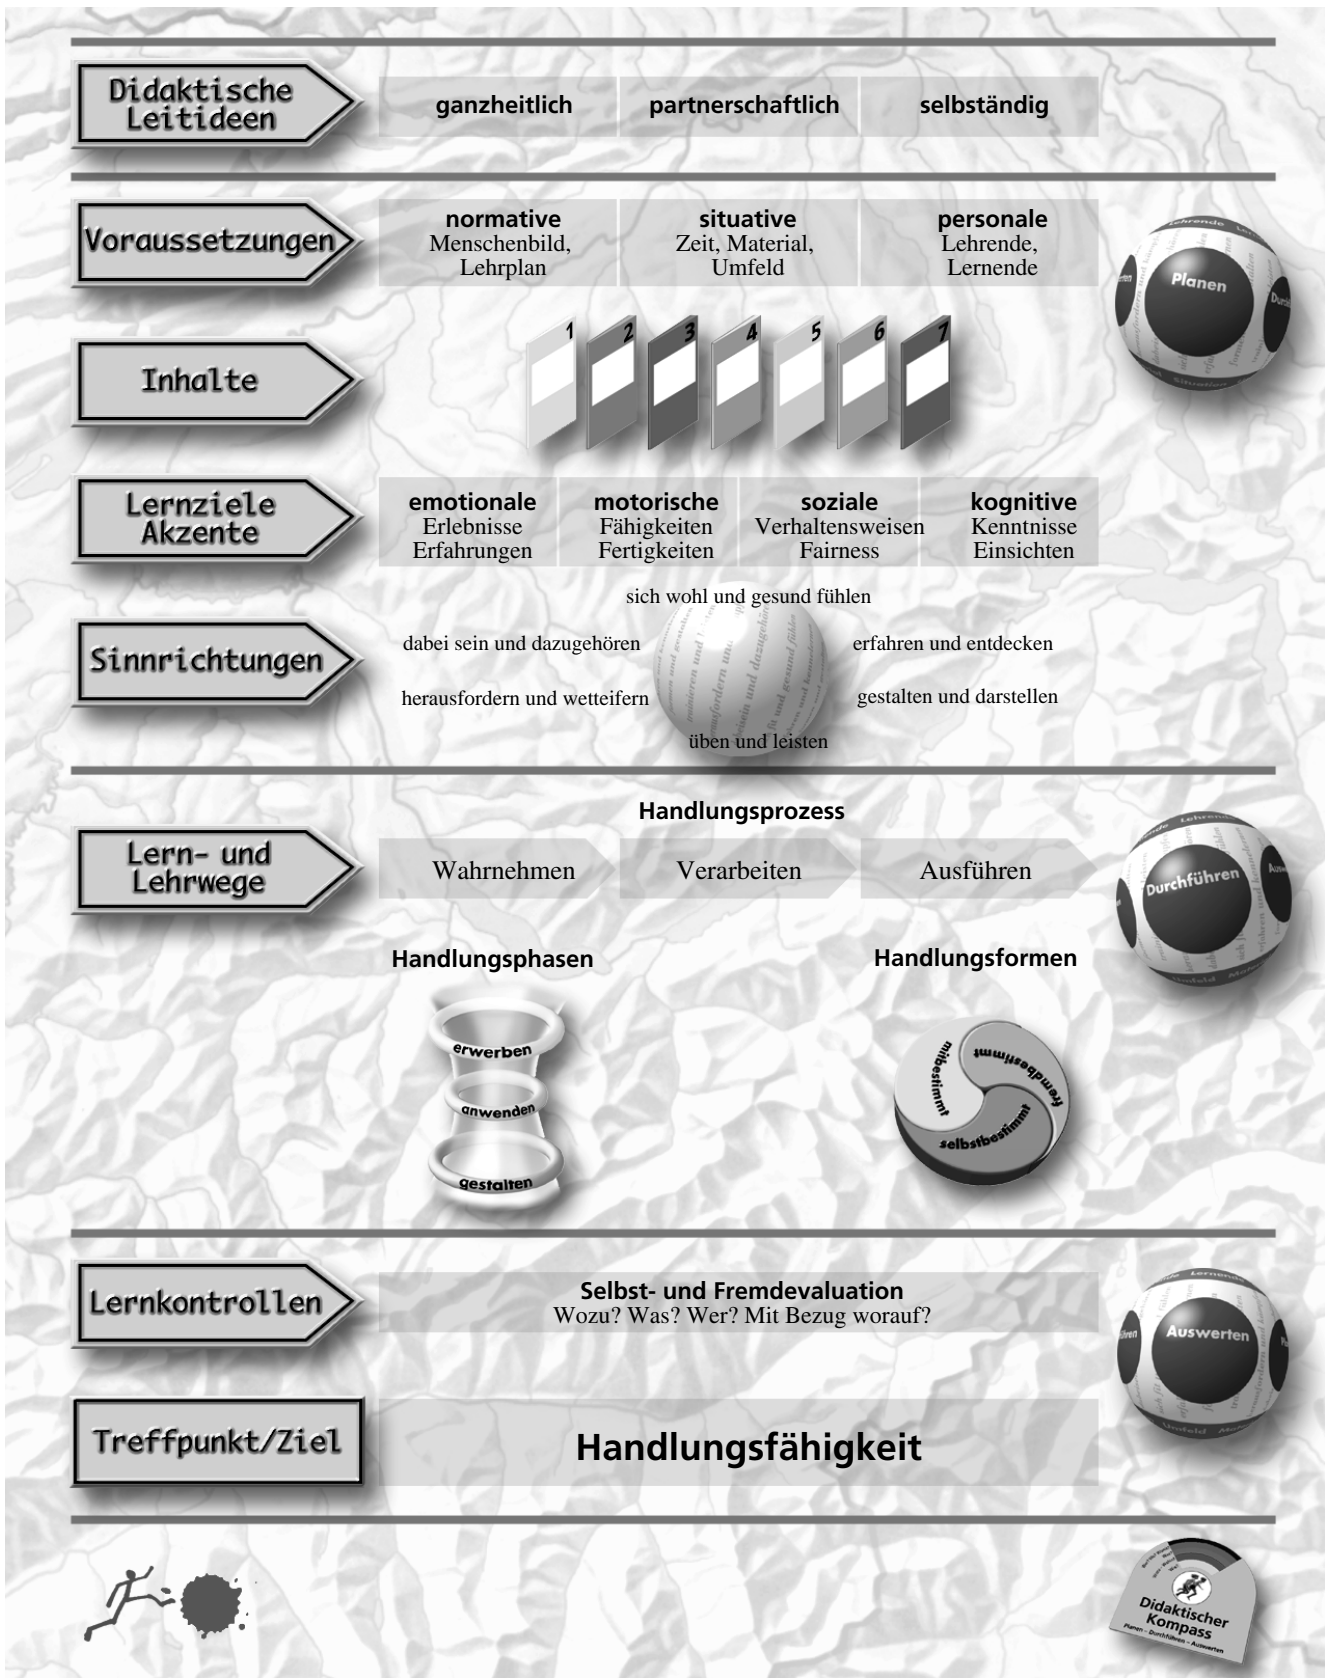 Didaktische
Leitideen
ganzheitlich
partnerschaftlich
selbständig
Voraussetzungen
normative
Menschenbild,
Lehrplan
situative
Zeit, Material,
Umfeld
personale
Lehrende,
Lernende
Planen
Inhalte
1
2
3
4
5
6
7
Situation
Lernziele
Akzente
emotionale
Erlebnisse
Erfahrungen
motorische
Fähigkeiten
Fertigkeiten
soziale
Verhaltensweisen
Fairness
kognitive
Kenntnisse
Einsichten
Sinnrichtungen
sich wohl und gesund fühlen
dabei sein und dazugehören
erfahren und entdecken
herausfordern und wetteifern
gestalten und darstellen
üben und leisten
Handlungsprozess
Lern- und
Lehrwege
Wahrnehmen
Verarbeiten
Ausführen
Durchführen
Handlungsphasen
Handlungsformen
erwerben
anwenden
gestalten
mitbestimmt
fremdbestimmt
selbstbestimmt
Lernkontrollen
Selbst- und Fremdevaluation
Wozu? Was? Wer? Mit Bezug worauf?
Auswerten
Treffpunkt/Ziel
Handlungsfähigkeit
Didaktischer
Kompass
Planen - Durchführen - Auswerten